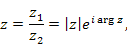 z = z₁/z₂ = |z|e^{i arg z},